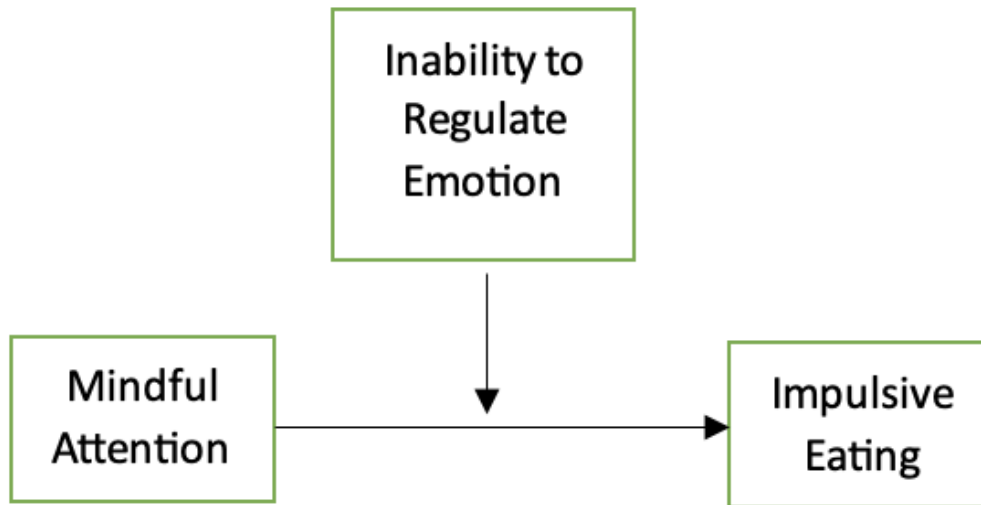 Inability to
Regulate
Emotion
Mindful
Attention
Impulsive
Eating